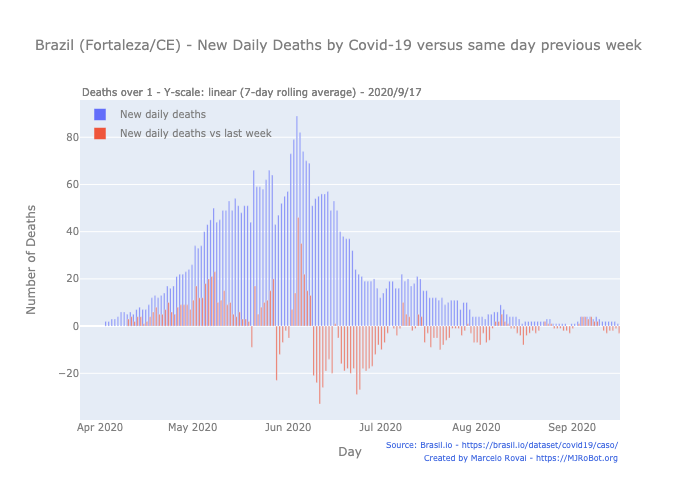 Brazil (Fortaleza/CE) - New Daily Deaths by Covid-19 versus same day previous week
Deaths over 1 - Y-scale: linear (7-day rolling average) - 2020/9/17
New daily deaths
New daily deaths vs last week
80
60
40
20
0
−20
Number of Deaths
Apr 2020
May 2020
Jun 2020
Jul 2020
Aug 2020
Sep 2020
Day
Source: Brasil.io - https://brasil.io/dataset/covid19/caso/
Created by Marcelo Rovai - https://MJRoBot.org